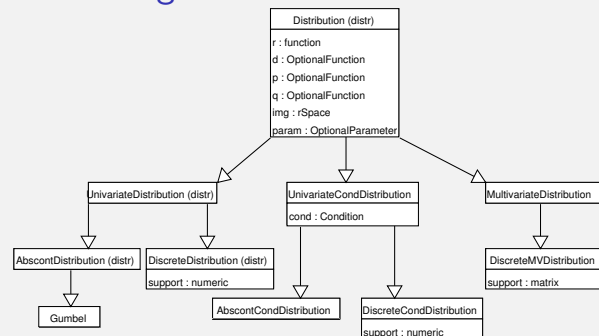 Distribution (distr)
r : function
d : OptionalFunction
p : OptionalFunction
q : OptionalFunction
img : rSpace
param : OptionalParameter
UnivariateDistribution (distr)
UnivariateCondDistribution
cond : Condition
MultivariateDistribution
AbscontDistribution (distr)
DiscreteDistribution (distr)
support : numeric
DiscreteMVDistribution
support : matrix
Gumbel
AbscontCondDistribution
DiscreteCondDistribution
support : numeric